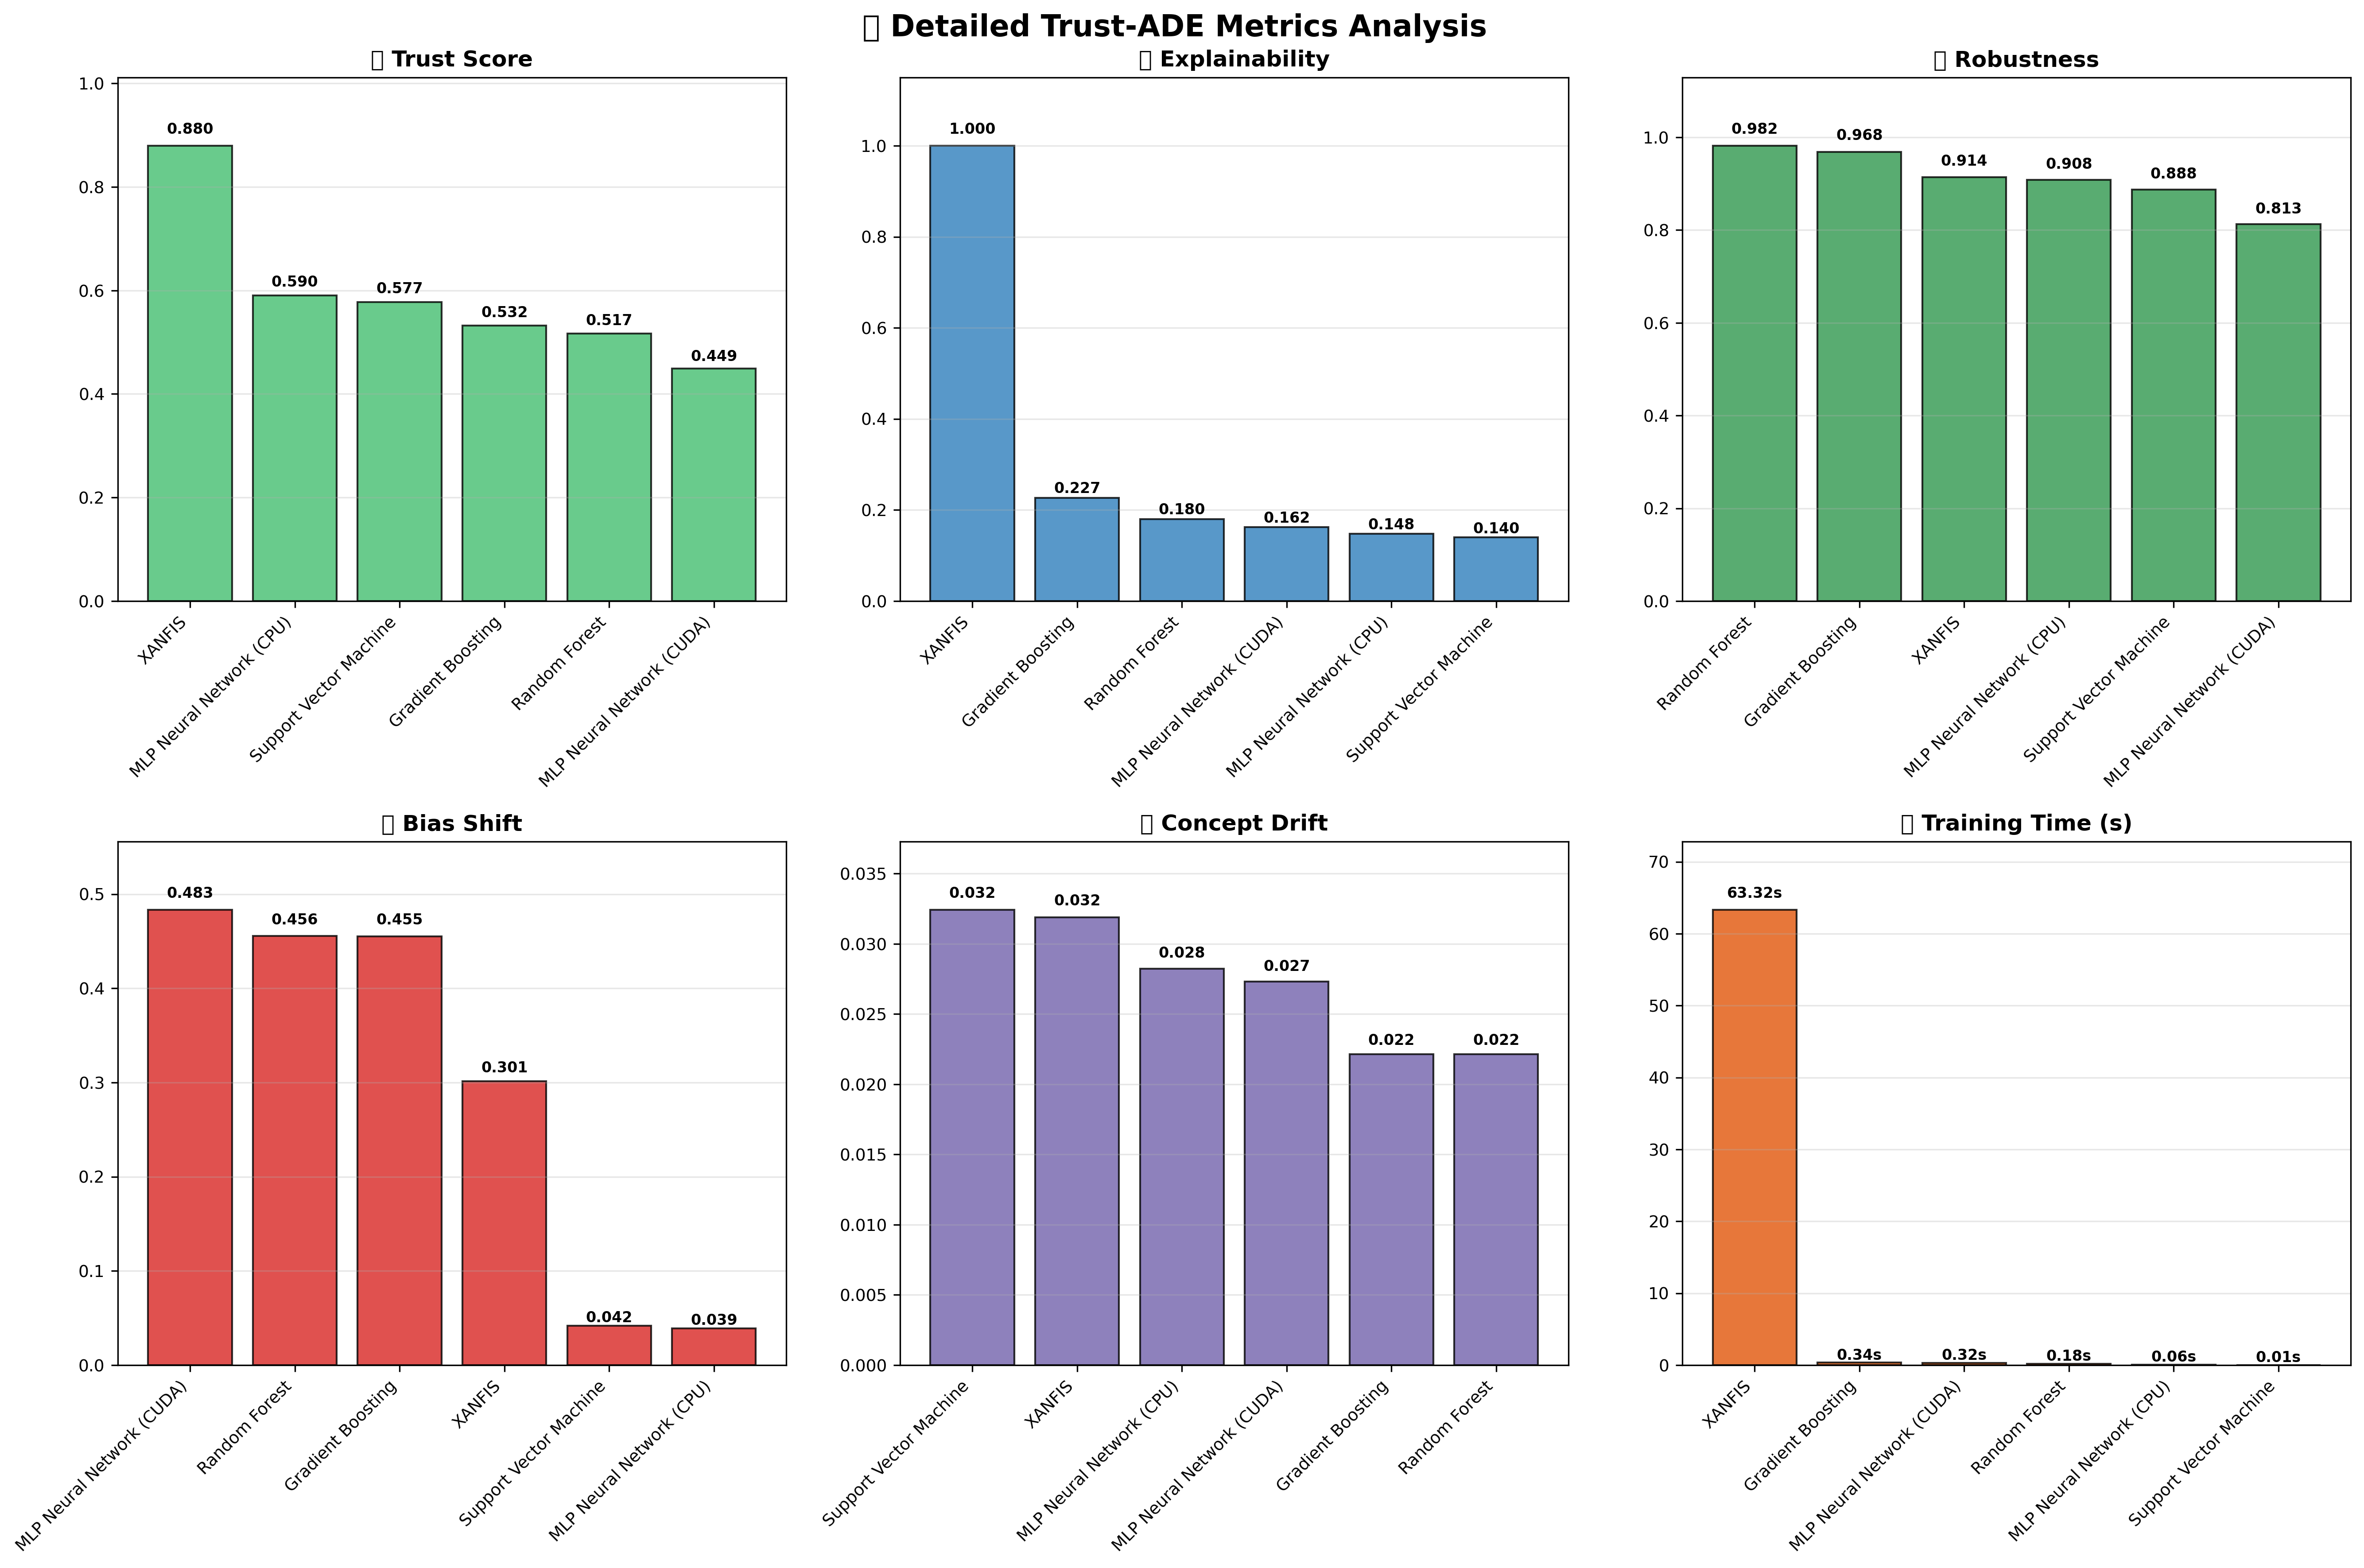 Detailed Trust-ADE Metrics Analysis
Trust Score
1.0
0.8
0.6
0.4
0.2
0.0
0.880
0.590
0.577
0.532
0.517
0.449
XANFIS
MLP Neural Network (CPU)
Support Vector Machine
Gradient Boosting
Random Forest
MLP Neural Network (CUDA)
Explainability
1.0
0.8
0.6
0.4
0.2
0.0
1.000
0.227
0.180
0.162
0.148
0.140
XANFIS
Gradient Boosting
Random Forest
MLP Neural Network (CUDA)
MLP Neural Network (CPU)
Support Vector Machine
Robustness
1.0
0.8
0.6
0.4
0.2
0.0
0.982
0.968
0.914
0.908
0.888
0.813
Random Forest
Gradient Boosting
XANFIS
MLP Neural Network (CPU)
Support Vector Machine
MLP Neural Network (CUDA)
Bias Shift
0.5
0.4
0.3
0.2
0.1
0.0
0.483
0.456
0.455
0.301
0.042
0.039
MLP Neural Network (CUDA)
Random Forest
Gradient Boosting
XANFIS
Support Vector Machine
MLP Neural Network (CPU)
Concept Drift
0.035
0.030
0.025
0.020
0.015
0.010
0.005
0.000
0.032
0.032
0.028
0.027
0.022
0.022
Support Vector Machine
XANFIS
MLP Neural Network (CPU)
MLP Neural Network (CUDA)
Gradient Boosting
Random Forest
Training Time (s)
70
60
50
40
30
20
10
0
63.32s
0.34s
0.32s
0.18s
0.06s
0.01s
XANFIS
Gradient Boosting
MLP Neural Network (CUDA)
Random Forest
MLP Neural Network (CPU)
Support Vector Machine